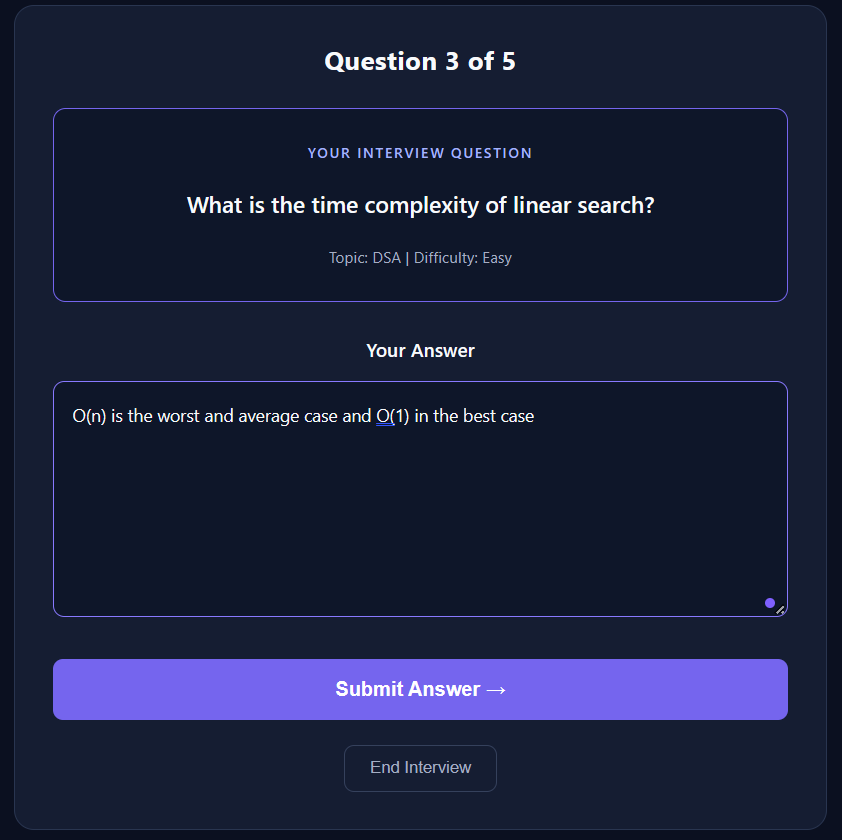 Question 3 of 5
YOUR INTERVIEW QUESTION
What is the time complexity of linear search?
Topic: DSA | Difficulty: Easy
Your Answer
O(n) is the worst and average case and O(1) in the best case
Submit Answer →
End Interview